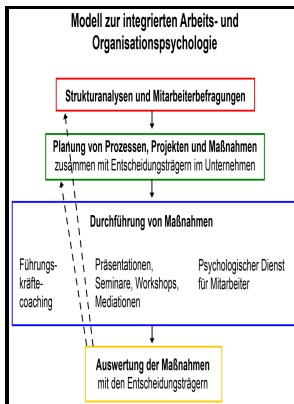 Modell zur integrierten Arbeits- und
Organisationspsychologie
Strukturanalysen und Mitarbeiterbefragungen
Planung von Prozessen, Projekten und Maßnahmen
zusammen mit Entscheidungsträgern im Unternehmen
Durchführung von Maßnahmen
Führungs-
kräfte-
coaching
Präsentationen,
Seminare, Workshops,
Mediationen
Psychologischer Dienst
für Mitarbeiter
Auswertung der Maßnahmen
mit den Entscheidungsträgern